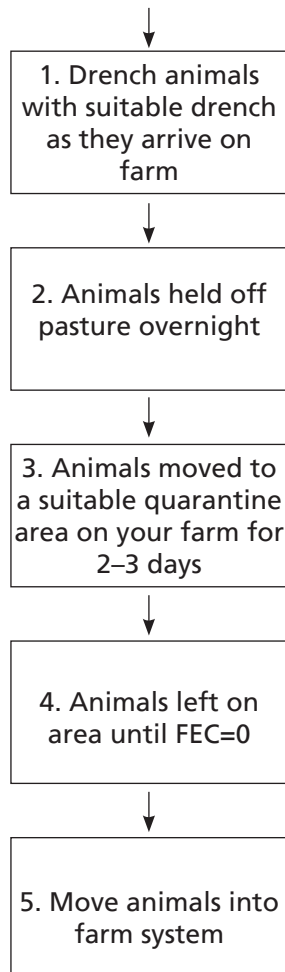 1. Drench animals
with suitable drench
as they arrive on
farm
2. Animals held off
pasture overnight
3. Animals moved to
a suitable quarantine
area on your farm for
2–3 days
4. Animals left on
area until FEC=0
5. Move animals into
farm system